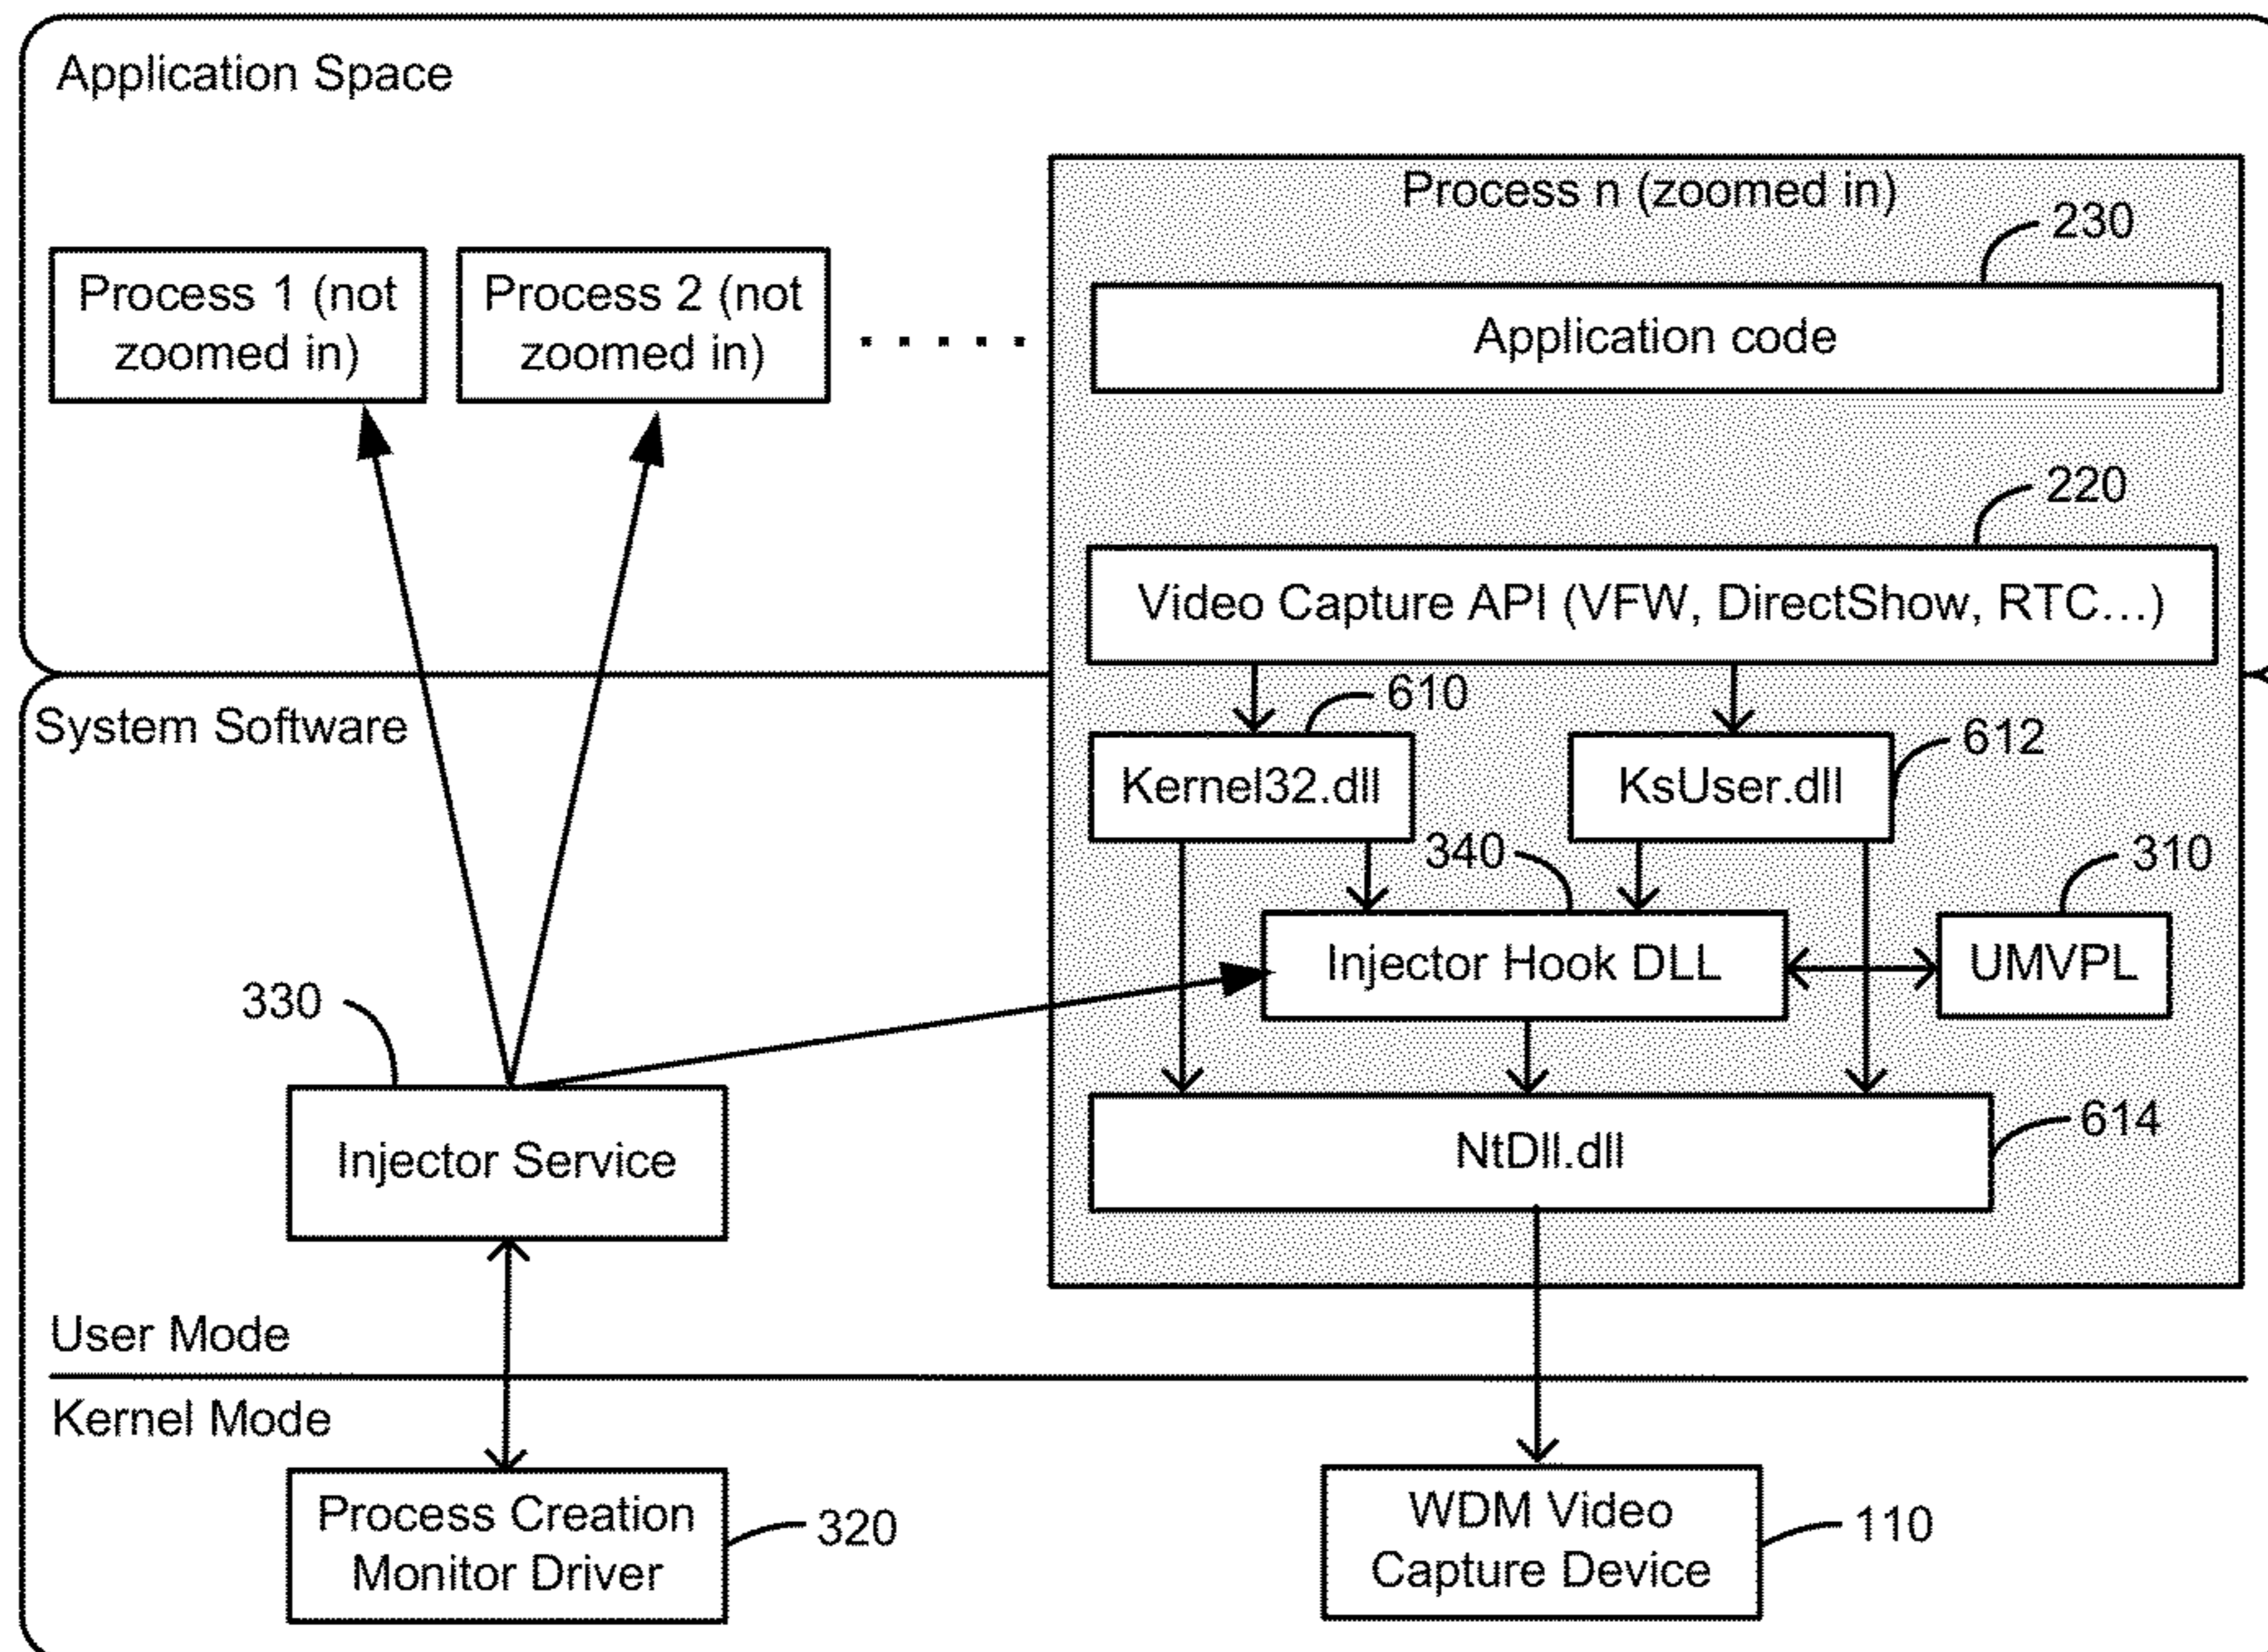 Application Space
Process n (zoomed in)
230
Process 1 (not
zoomed in)
Process 2 (not
zoomed in)
.....
Application code
220
Video Capture API (VFW, DirectShow, RTC...)
System Software
610
612
Kernel32.dll
KsUser.dll
340
310
Injector Hook DLL
UMVPL
330
614
Injector Service
NtDll.dll
User Mode
Kernel Mode
Process Creation
Monitor Driver
320
WDM Video
Capture Device
110